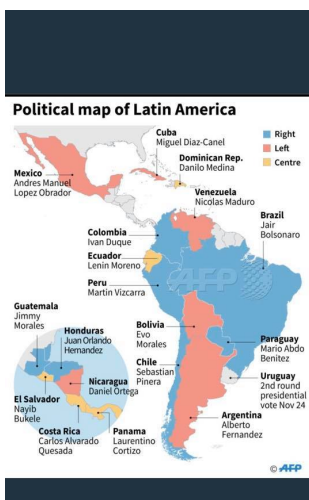 Political map of Latin America
Cuba
Miguel Diaz-Canel
Right
Left
Centre
Dominican Rep.
Danilo Medina
Mexico
Andres Manuel
Lopez Obrador
Venezuela
Nicolas Maduro
Brazil
Jair
Bolsonaro
Colombia
Ivan Duque
Ecuador
Lenin Moreno
AFP
Peru
Martin Vizcarra
Guatemala
Jimmy
Morales
Honduras
Juan Orlando
Hernandez
Bolivia
Evo
Morales
Paraguay
Mario Abdo
Benitez
Chile
Sebastian
Pinera
Nicaragua
Daniel Ortega
Uruguay
2nd round
presidential
vote Nov 24
El Salvador
Nayib
Bukele
Argentina
Alberto
Fernandez
Costa Rica
Carlos Alvarado
Quesada
Panama
Laurentino
Cortizo
© AFP